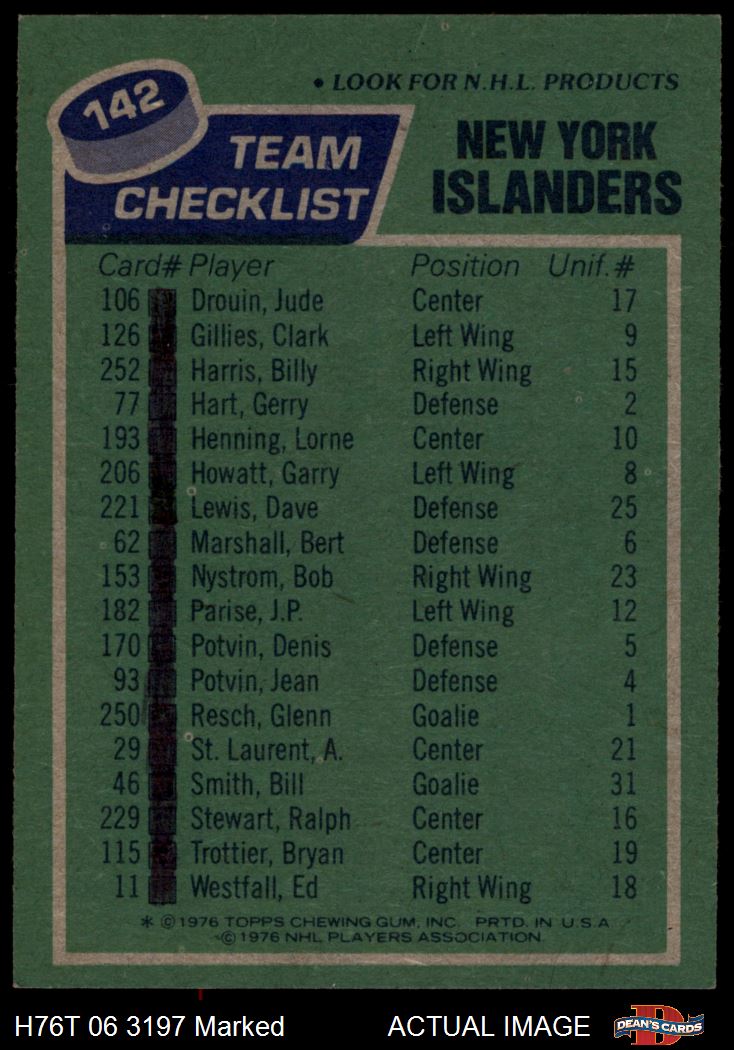 142
• LOOK FOR N.H.L. PRODUCTS
TEAM CHECKLIST
NEW YORK ISLANDERS
Card# Player Position Unif. #
106 Drouin, Jude Center 17
126 Gillies, Clark Left Wing 9
252 Harris, Billy Right Wing 15
77 Hart, Gerry Defense 2
193 Henning, Lorne Center 10
206 Howatt, Garry Left Wing 8
221 Lewis, Dave Defense 25
62 Marshall, Bert Defense 6
153 Nystrom, Bob Right Wing 23
182 Parise, J.P. Left Wing 12
170 Potvin, Denis Defense 5
93 Potvin, Jean Defense 4
250 Resch, Glenn Goalie 1
29 St. Laurent, A. Center 21
46 Smith, Bill Goalie 31
229 Stewart, Ralph Center 16
115 Trottier, Bryan Center 19
11 Westfall, Ed Right Wing 18
* © 1976 TOPPS CHEWING GUM, INC. PRTD. IN U.S.A
© 1976 NHL PLAYERS ASSOCIATION
H76T 06 3197 Marked ACTUAL IMAGE
D
DEAN'S CARDS